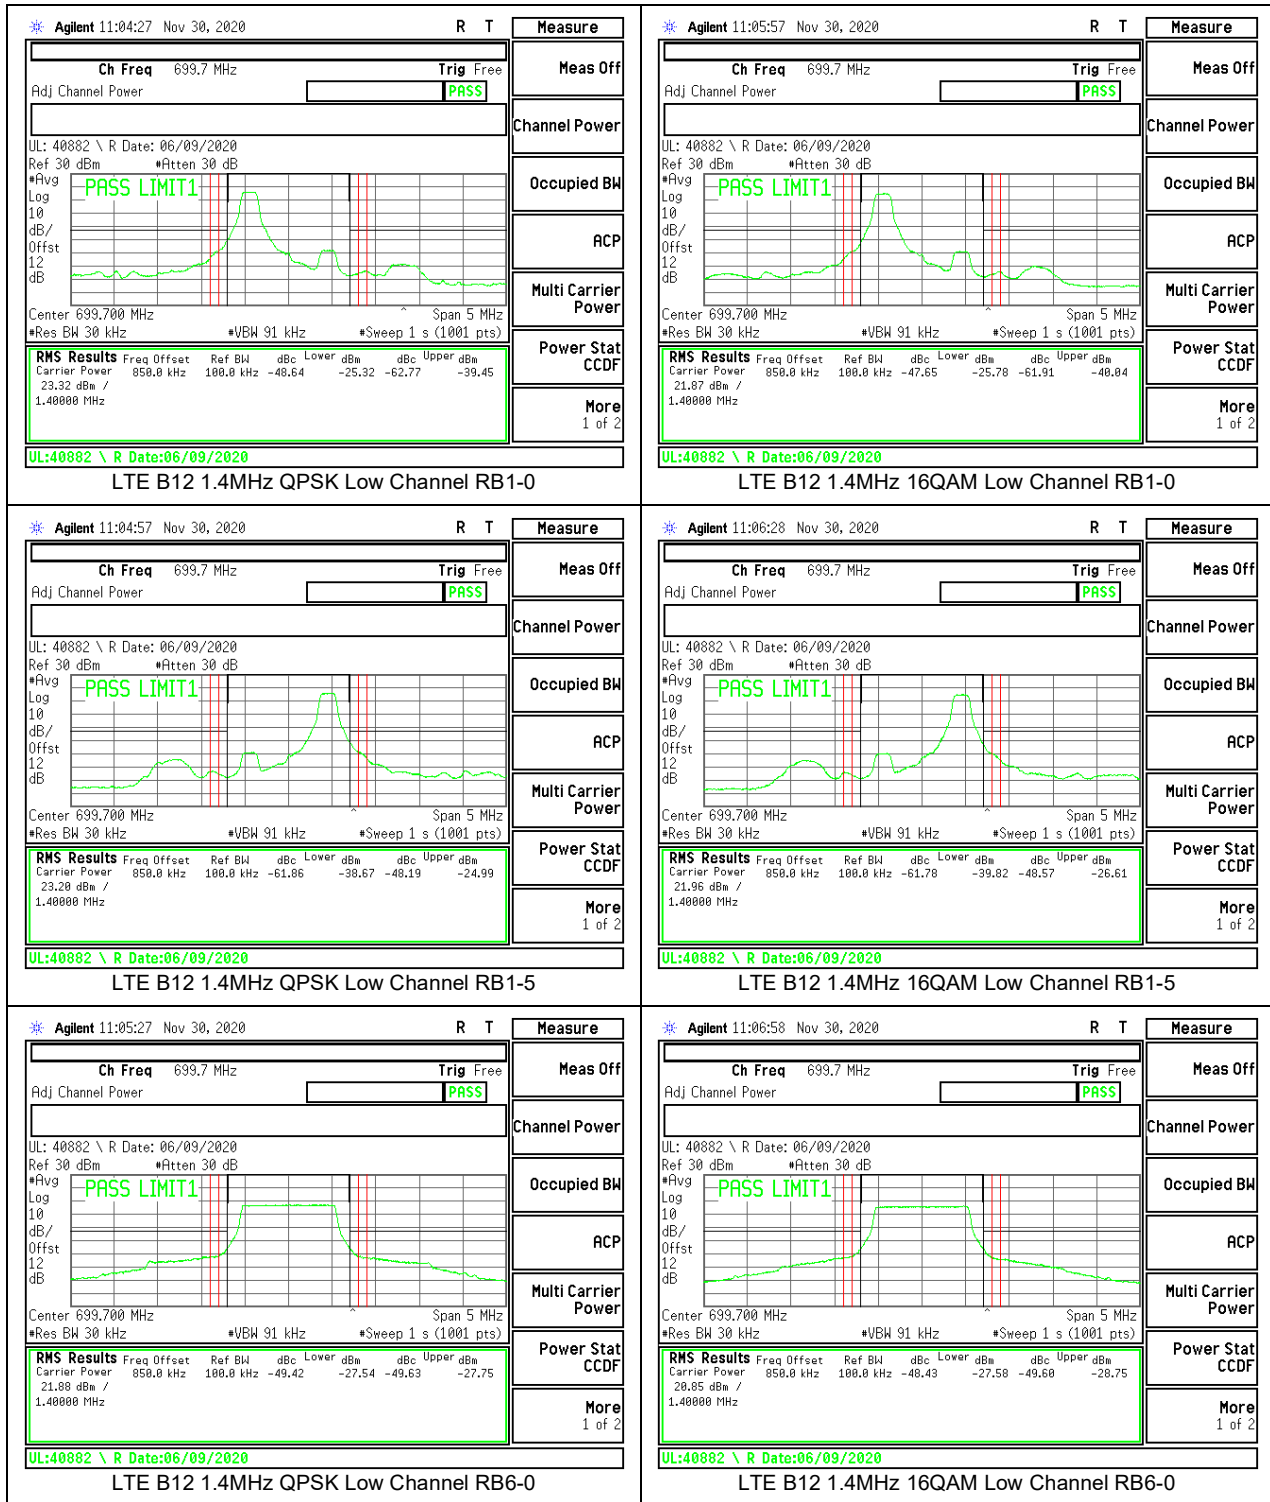 Agilent 11:04:27 Nov 30, 2020 R T Measure
Ch Freq 699.7 MHz Trig Free Meas Off
Adj Channel Power PASS
Channel Power
UL: 40882 \ R Date: 06/09/2020
Ref 30 dBm #Atten 30 dB
#Avg PASS LIMIT1 Occupied BW
Log
10
dB/ ACP
Offst
12
dB
Multi Carrier
Power
Center 699.700 MHz Span 5 MHz
#Res BW 30 kHz #VBW 91 kHz #Sweep 1 s (1001 pts)
Power Stat
CCDF
RMS Results Freq Offset Ref BW dBc Lower dBm dBc Upper dBm
Carrier Power 850.0 kHz 100.0 kHz -48.64 -25.32 -62.77 -39.45
23.32 dBm /
1.40000 MHz
More
1 of 2
UL:40882 \ R Date:06/09/2020
LTE B12 1.4MHz QPSK Low Channel RB1-0
Agilent 11:05:57 Nov 30, 2020 R T Measure
Ch Freq 699.7 MHz Trig Free Meas Off
Adj Channel Power PASS
Channel Power
UL: 40882 \ R Date: 06/09/2020
Ref 30 dBm #Atten 30 dB
#Avg PASS LIMIT1 Occupied BW
Log
10
dB/ ACP
Offst
12
dB
Multi Carrier
Power
Center 699.700 MHz Span 5 MHz
#Res BW 30 kHz #VBW 91 kHz #Sweep 1 s (1001 pts)
Power Stat
CCDF
RMS Results Freq Offset Ref BW dBc Lower dBm dBc Upper dBm
Carrier Power 850.0 kHz 100.0 kHz -47.65 -25.78 -61.91 -40.04
21.87 dBm /
1.40000 MHz
More
1 of 2
UL:40882 \ R Date:06/09/2020
LTE B12 1.4MHz 16QAM Low Channel RB1-0
Agilent 11:04:57 Nov 30, 2020 R T Measure
Ch Freq 699.7 MHz Trig Free Meas Off
Adj Channel Power PASS
Channel Power
UL: 40882 \ R Date: 06/09/2020
Ref 30 dBm #Atten 30 dB
#Avg PASS LIMIT1 Occupied BW
Log
10
dB/ ACP
Offst
12
dB
Multi Carrier
Power
Center 699.700 MHz Span 5 MHz
#Res BW 30 kHz #VBW 91 kHz #Sweep 1 s (1001 pts)
Power Stat
CCDF
RMS Results Freq Offset Ref BW dBc Lower dBm dBc Upper dBm
Carrier Power 850.0 kHz 100.0 kHz -61.86 -38.67 -48.19 -24.99
23.20 dBm /
1.40000 MHz
More
1 of 2
UL:40882 \ R Date:06/09/2020
LTE B12 1.4MHz QPSK Low Channel RB1-5
Agilent 11:06:28 Nov 30, 2020 R T Measure
Ch Freq 699.7 MHz Trig Free Meas Off
Adj Channel Power PASS
Channel Power
UL: 40882 \ R Date: 06/09/2020
Ref 30 dBm #Atten 30 dB
#Avg PASS LIMIT1 Occupied BW
Log
10
dB/ ACP
Offst
12
dB
Multi Carrier
Power
Center 699.700 MHz Span 5 MHz
#Res BW 30 kHz #VBW 91 kHz #Sweep 1 s (1001 pts)
Power Stat
CCDF
RMS Results Freq Offset Ref BW dBc Lower dBm dBc Upper dBm
Carrier Power 850.0 kHz 100.0 kHz -61.78 -39.82 -48.57 -26.61
21.96 dBm /
1.40000 MHz
More
1 of 2
UL:40882 \ R Date:06/09/2020
LTE B12 1.4MHz 16QAM Low Channel RB1-5
Agilent 11:05:27 Nov 30, 2020 R T Measure
Ch Freq 699.7 MHz Trig Free Meas Off
Adj Channel Power PASS
Channel Power
UL: 40882 \ R Date: 06/09/2020
Ref 30 dBm #Atten 30 dB
#Avg PASS LIMIT1 Occupied BW
Log
10
dB/ ACP
Offst
12
dB
Multi Carrier
Power
Center 699.700 MHz Span 5 MHz
#Res BW 30 kHz #VBW 91 kHz #Sweep 1 s (1001 pts)
Power Stat
CCDF
RMS Results Freq Offset Ref BW dBc Lower dBm dBc Upper dBm
Carrier Power 850.0 kHz 100.0 kHz -49.42 -27.54 -49.63 -27.75
21.88 dBm /
1.40000 MHz
More
1 of 2
UL:40882 \ R Date:06/09/2020
LTE B12 1.4MHz QPSK Low Channel RB6-0
Agilent 11:06:58 Nov 30, 2020 R T Measure
Ch Freq 699.7 MHz Trig Free Meas Off
Adj Channel Power PASS
Channel Power
UL: 40882 \ R Date: 06/09/2020
Ref 30 dBm #Atten 30 dB
#Avg PASS LIMIT1 Occupied BW
Log
10
dB/ ACP
Offst
12
dB
Multi Carrier
Power
Center 699.700 MHz Span 5 MHz
#Res BW 30 kHz #VBW 91 kHz #Sweep 1 s (1001 pts)
Power Stat
CCDF
RMS Results Freq Offset Ref BW dBc Lower dBm dBc Upper dBm
Carrier Power 850.0 kHz 100.0 kHz -48.43 -27.58 -49.60 -28.75
20.85 dBm /
1.40000 MHz
More
1 of 2
UL:40882 \ R Date:06/09/2020
LTE B12 1.4MHz 16QAM Low Channel RB6-0